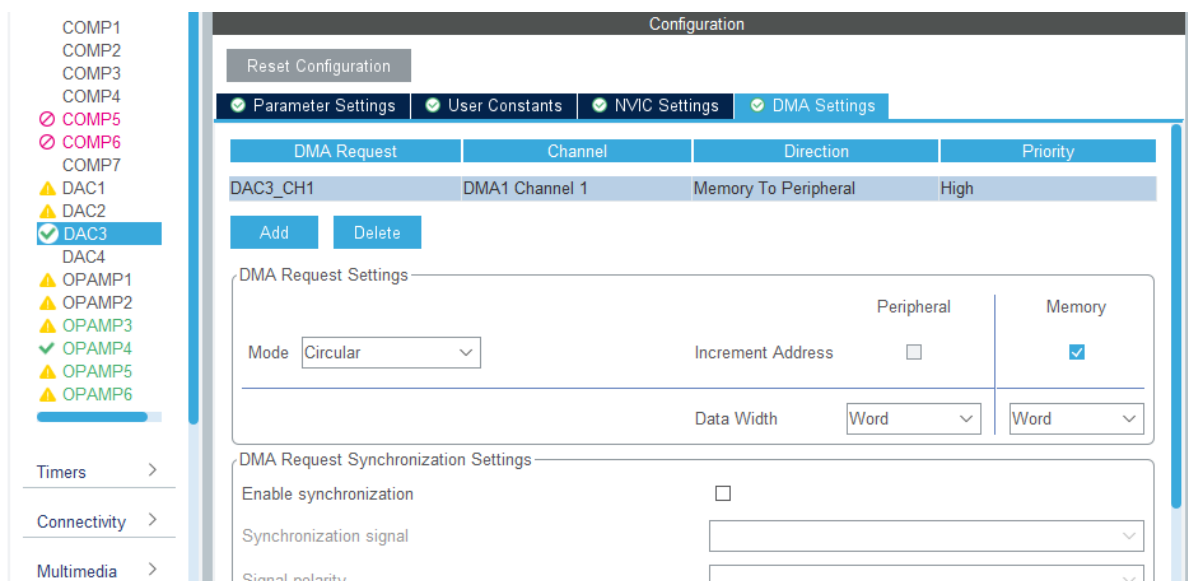 Configuration
COMP1
COMP2
COMP3
COMP4
COMP5
COMP6
COMP7
DAC1
DAC2
DAC3
DAC4
OPAMP1
OPAMP2
OPAMP3
OPAMP4
OPAMP5
OPAMP6
Timers
Connectivity
Multimedia
Reset Configuration
Parameter Settings User Constants NVIC Settings DMA Settings
DMA Request Channel Direction Priority
DAC3_CH1 DMA1 Channel 1 Memory To Peripheral High
Add Delete
DMA Request Settings
Peripheral Memory
Mode Circular Increment Address
Data Width Word Word
DMA Request Synchronization Settings
Enable synchronization
Synchronization signal
Signal polarity